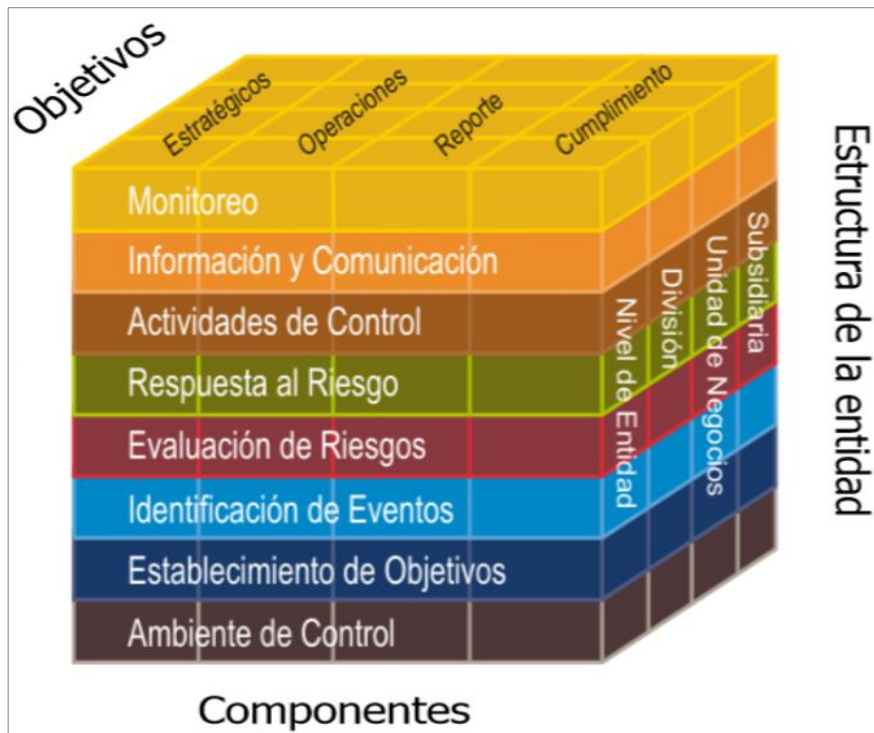 Objetivos
Estratégicos
Operaciones
Reporte
Cumplimiento
Monitoreo
Información y Comunicación
Actividades de Control
Respuesta al Riesgo
Evaluación de Riesgos
Identificación de Eventos
Establecimiento de Objetivos
Ambiente de Control
Nivel de Entidad
División
Unidad de Negocios
Subsidiaria
Estructura de la entidad
Componentes